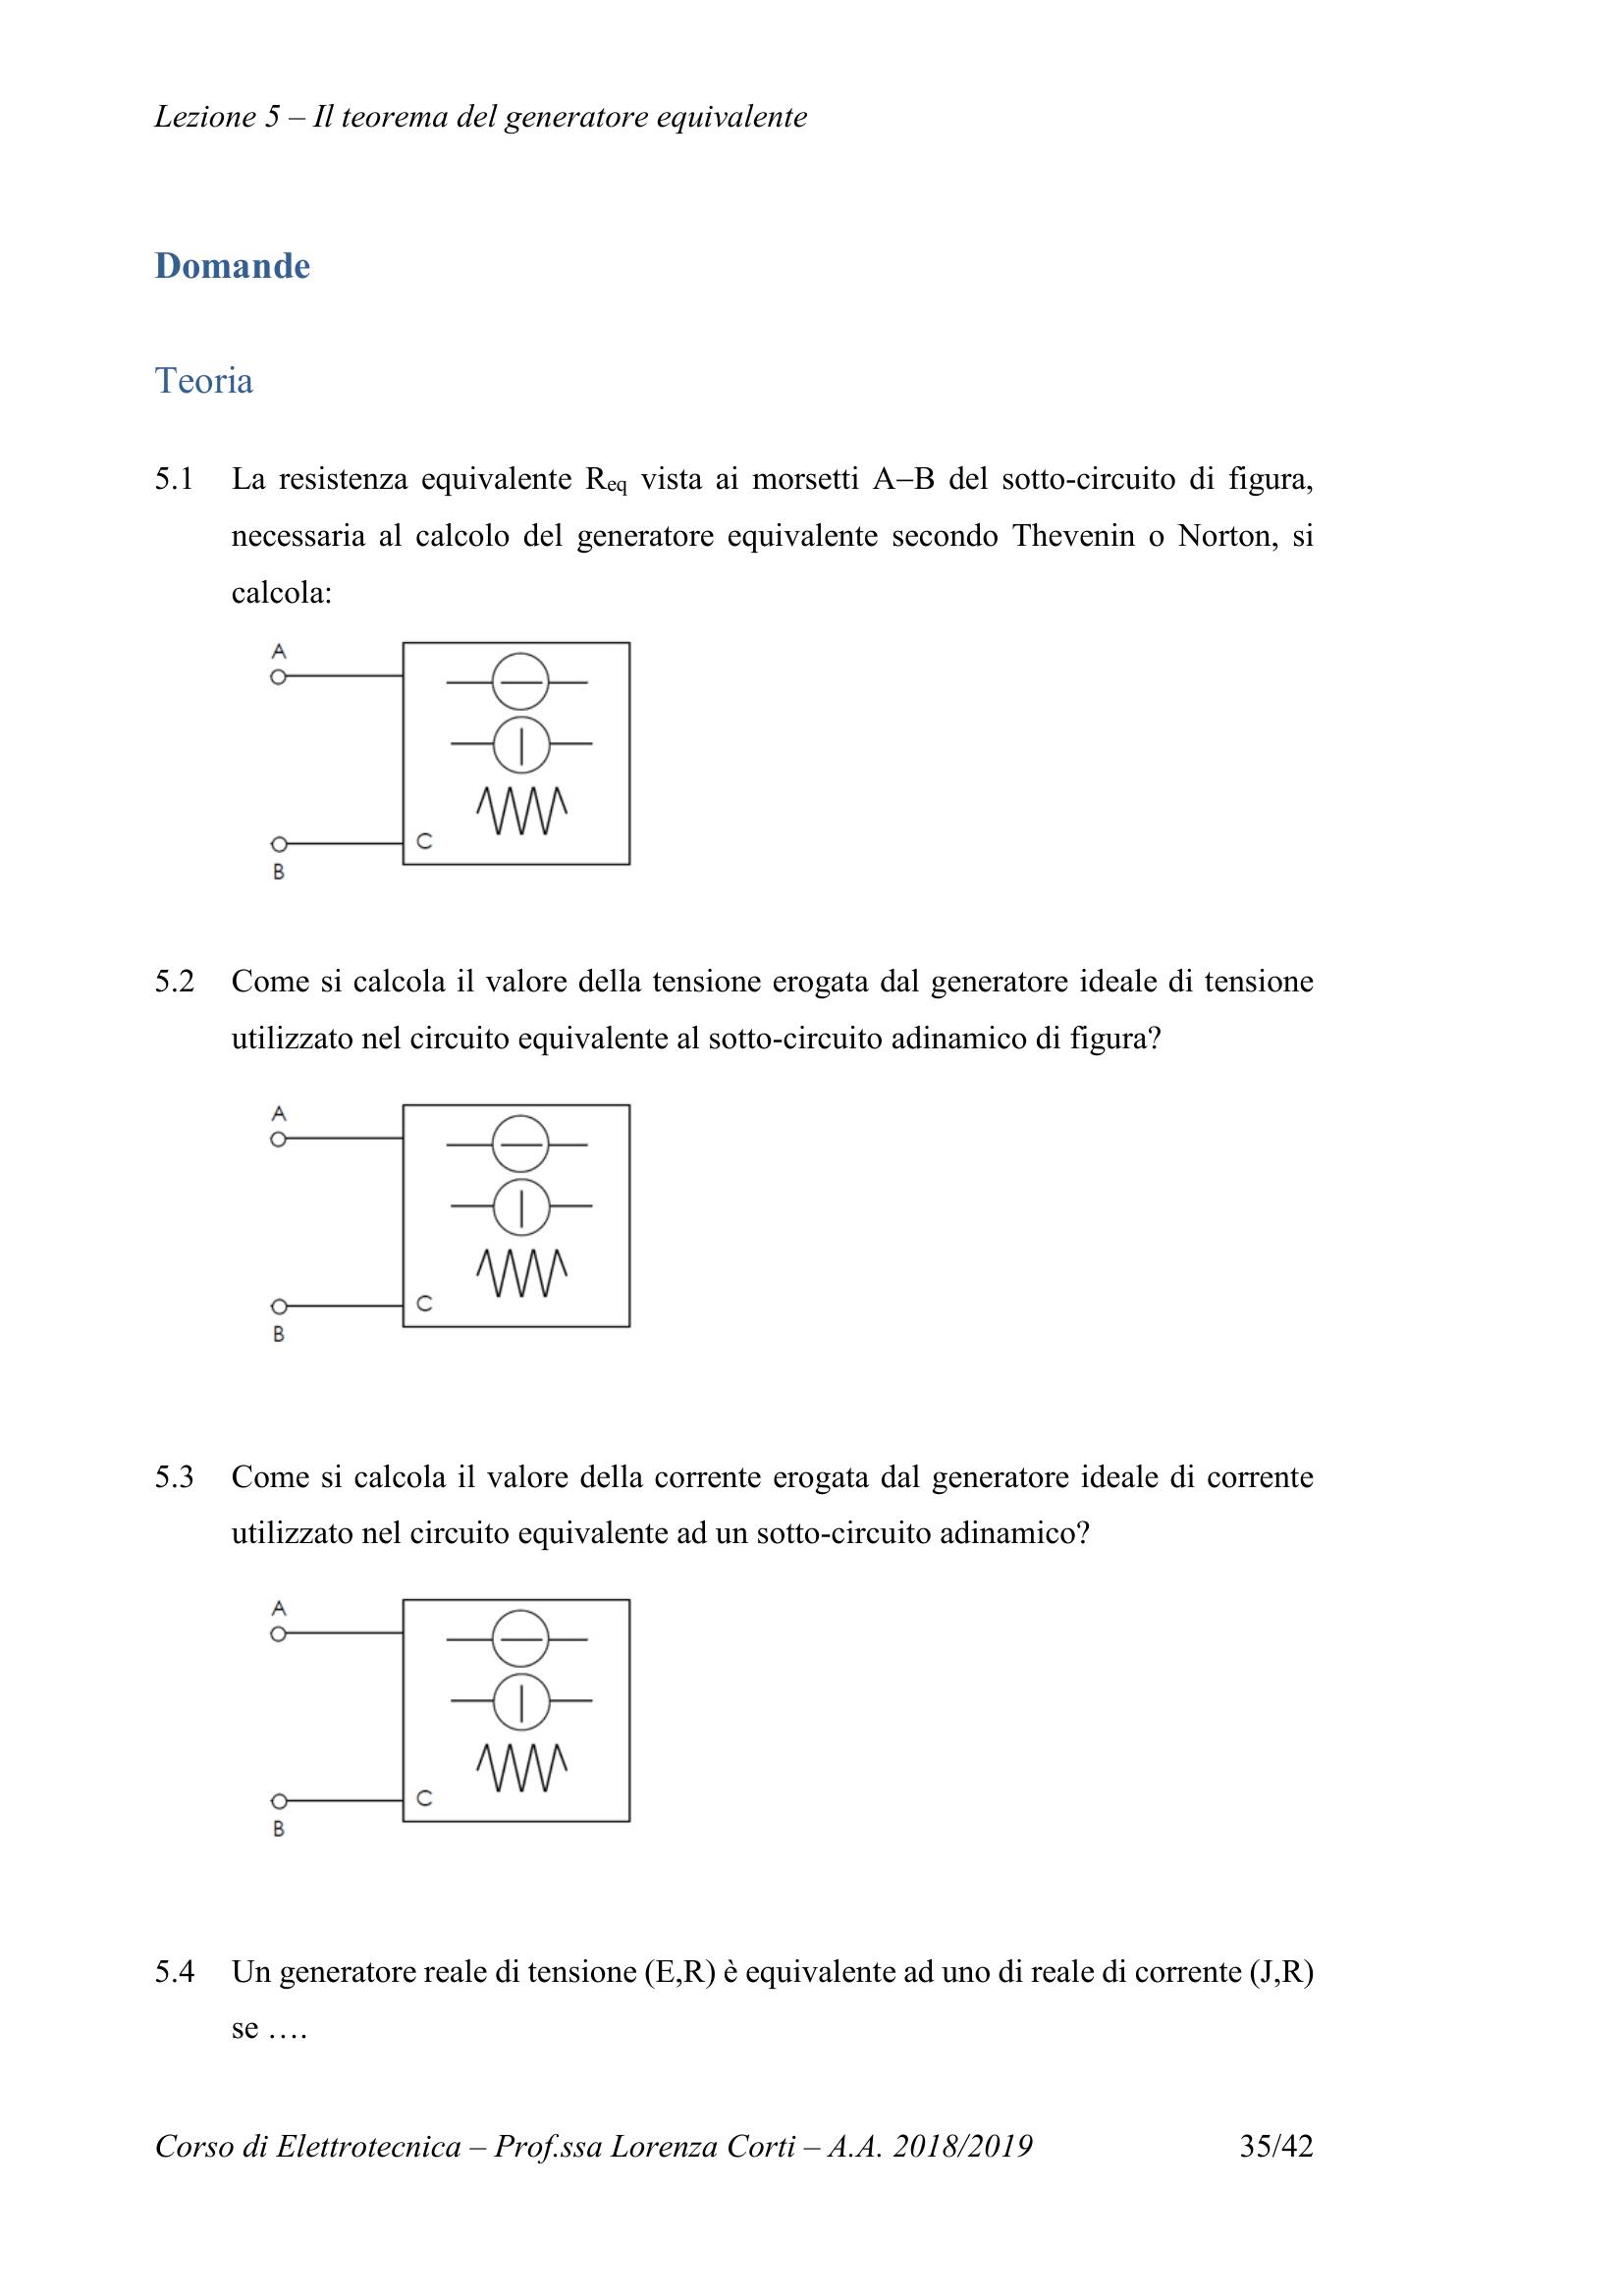 Lezione 5 – Il teorema del generatore equivalente
Domande
Teoria
5.1 La resistenza equivalente Req vista ai morsetti A–B del sotto-circuito di figura,
necessaria al calcolo del generatore equivalente secondo Thevenin o Norton, si
calcola:
A
C
B
5.2 Come si calcola il valore della tensione erogata dal generatore ideale di tensione
utilizzato nel circuito equivalente al sotto-circuito adinamico di figura?
A
C
B
5.3 Come si calcola il valore della corrente erogata dal generatore ideale di corrente
utilizzato nel circuito equivalente ad un sotto-circuito adinamico?
A
C
B
5.4 Un generatore reale di tensione (E,R) è equivalente ad uno di reale di corrente (J,R)
se ….
Corso di Elettrotecnica – Prof.ssa Lorenza Corti – A.A. 2018/2019 35/42